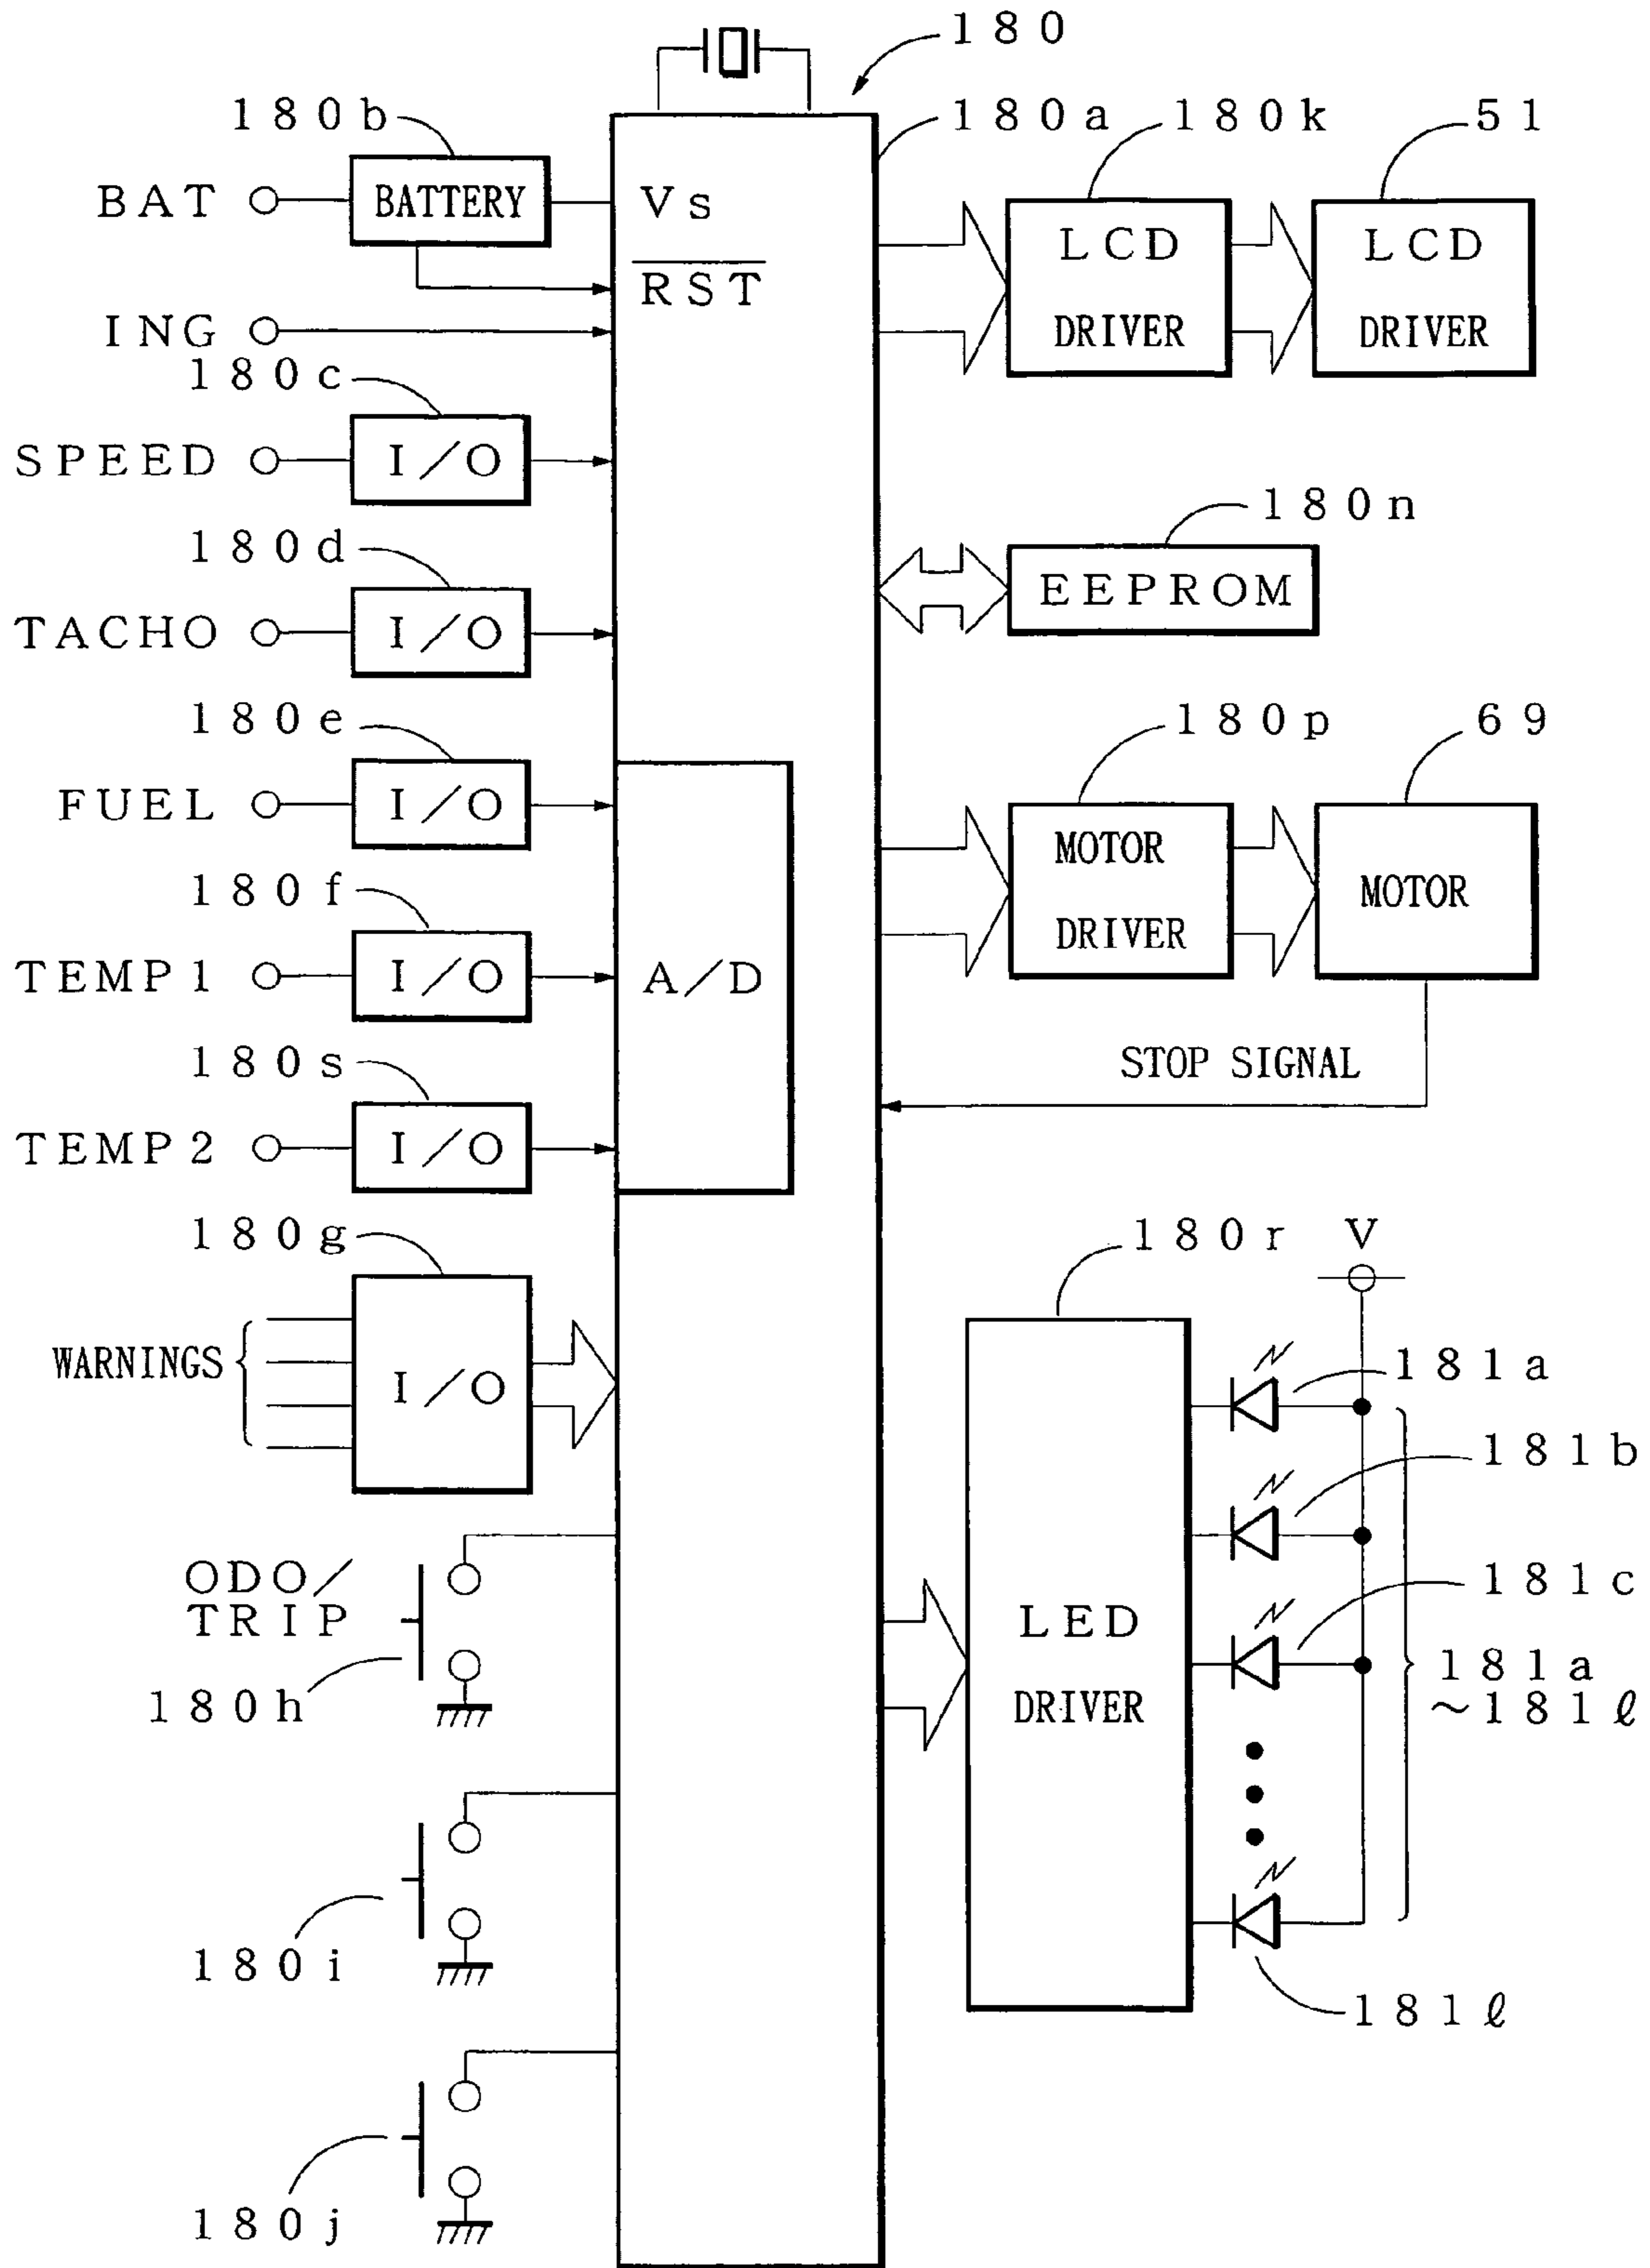 180
180b
180a
180k
51
BAT
BATTERY
Vs
RST
LCD
DRIVER
LCD
DRIVER
ING
180c
SPEED
I/O
180n
EEPROM
180d
TACHO
I/O
180e
FUEL
I/O
180p
69
MOTOR
DRIVER
MOTOR
180f
TEMP1
I/O
A/D
STOP SIGNAL
180s
TEMP2
I/O
180g
WARNINGS
I/O
180r
V
181a
181b
181c
181a
~181ℓ
LED
DRIVER
ODO/
TRIP
180h
180i
181ℓ
180j